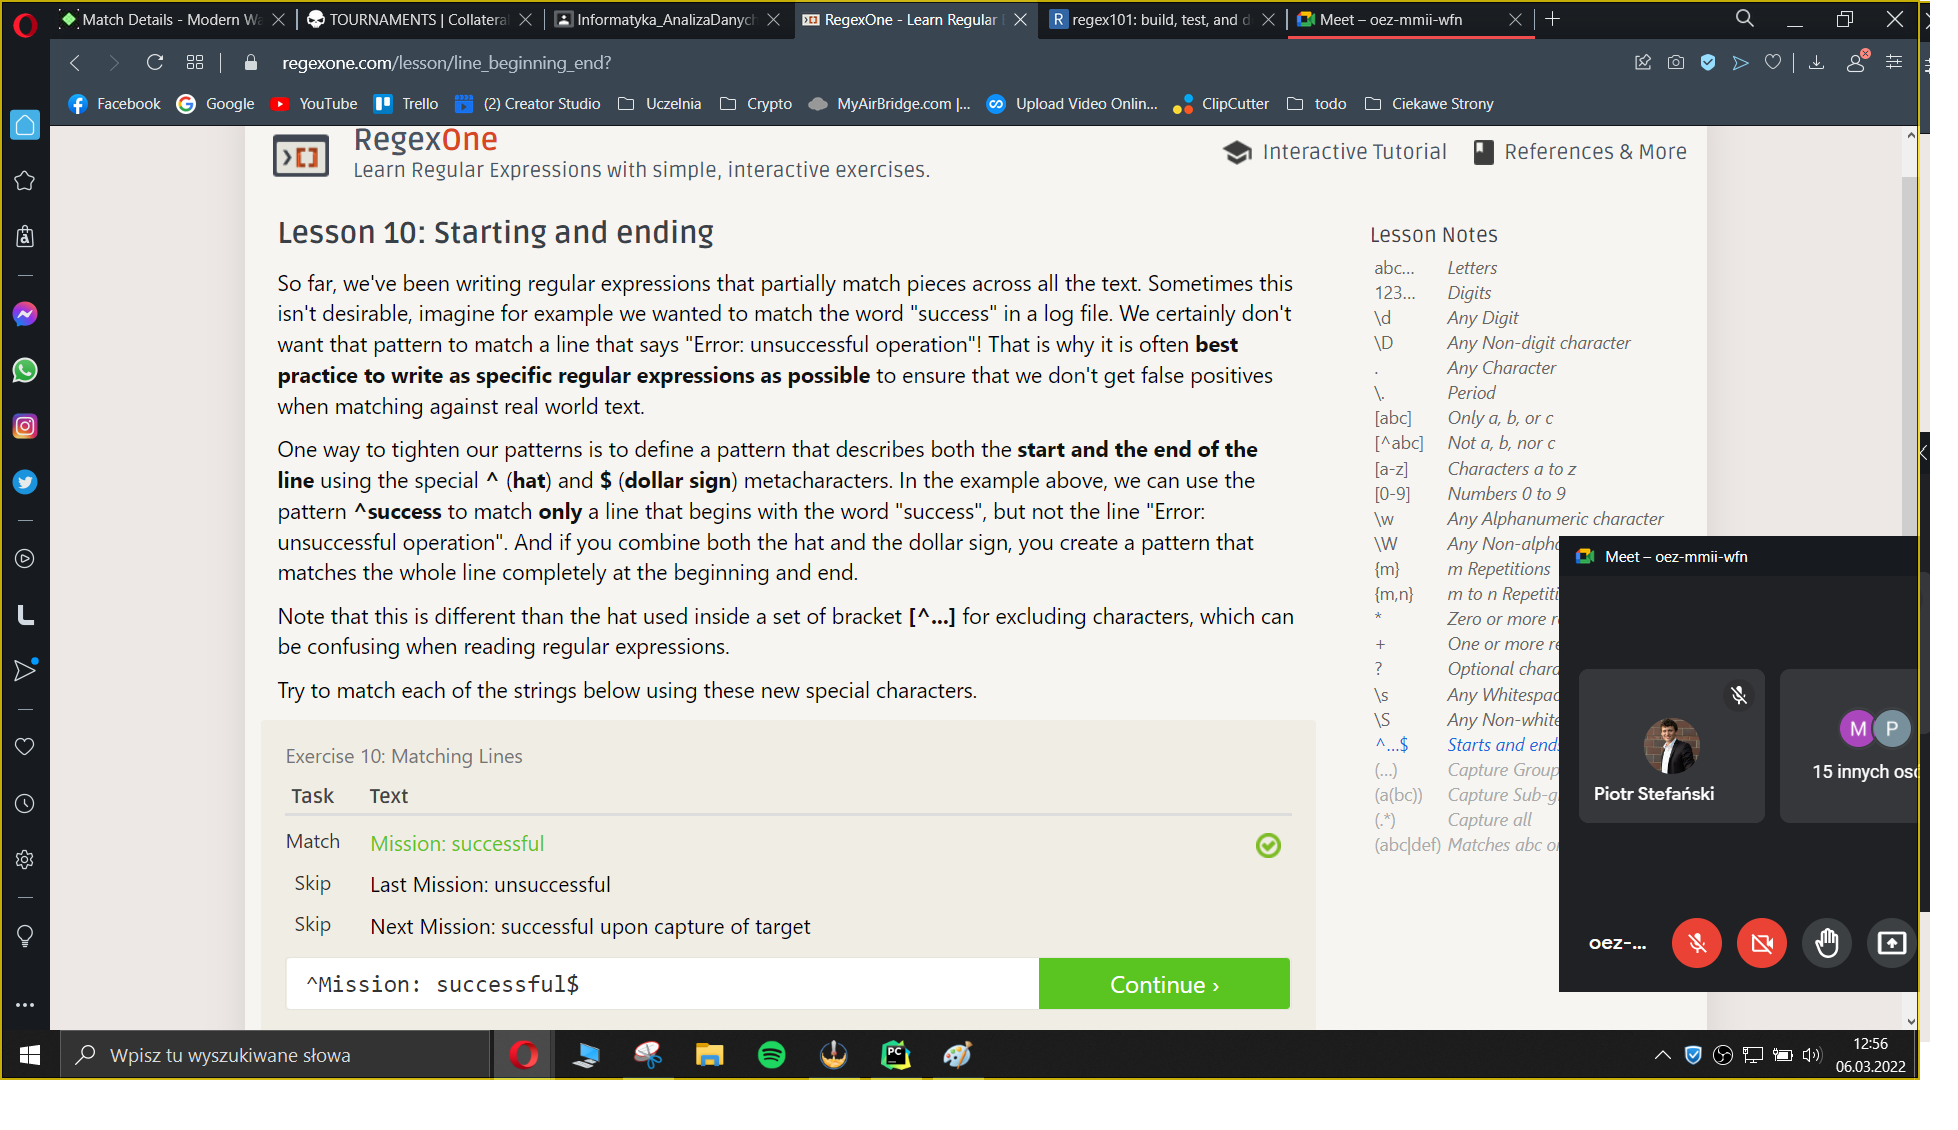 Match Details - Modern Wa
TOURNAMENTS | Collateral
Informatyka_AnalizaDanych
RegexOne - Learn Regular
regex101: build, test, and d
Meet – oez-mmii-wfn
regexone.com/lesson/line_beginning_end?
Facebook
Google
YouTube
Trello
(2) Creator Studio
Uczelnia
Crypto
MyAirBridge.com |...
Upload Video Onlin...
ClipCutter
todo
Ciekawe Strony
RegexOne
Learn Regular Expressions with simple, interactive exercises.
Interactive Tutorial
References & More
Lesson 10: Starting and ending
So far, we've been writing regular expressions that partially match pieces across all the text. Sometimes this
isn't desirable, imagine for example we wanted to match the word "success" in a log file. We certainly don't
want that pattern to match a line that says "Error: unsuccessful operation"! That is why it is often best
practice to write as specific regular expressions as possible to ensure that we don't get false positives
when matching against real world text.
One way to tighten our patterns is to define a pattern that describes both the start and the end of the
line using the special ^ (hat) and $ (dollar sign) metacharacters. In the example above, we can use the
pattern ^success to match only a line that begins with the word "success", but not the line "Error:
unsuccessful operation". And if you combine both the hat and the dollar sign, you create a pattern that
matches the whole line completely at the beginning and end.
Note that this is different than the hat used inside a set of bracket [^...] for excluding characters, which can
be confusing when reading regular expressions.
Try to match each of the strings below using these new special characters.
Exercise 10: Matching Lines
Task Text
Match Mission: successful
Skip Last Mission: unsuccessful
Skip Next Mission: successful upon capture of target
^Mission: successful$
Continue ›
Lesson Notes
abc... Letters
123... Digits
\d Any Digit
\D Any Non-digit character
. Any Character
\. Period
[abc] Only a, b, or c
[^abc] Not a, b, nor c
[a-z] Characters a to z
[0-9] Numbers 0 to 9
\w Any Alphanumeric character
\W Any Non-alpha
{m} m Repetitions
{m,n} m to n Repetiti
* Zero or more r
+ One or more re
? Optional chara
\s Any Whitespac
\S Any Non-white
^...$ Starts and ends
(...) Capture Group
(a(bc)) Capture Sub-g
(.*) Capture all
(abc|def) Matches abc o
Meet – oez-mmii-wfn
M P
Piotr Stefański
15 innych osó
oez-...
Wpisz tu wyszukiwane słowa
PC
12:56
06.03.2022